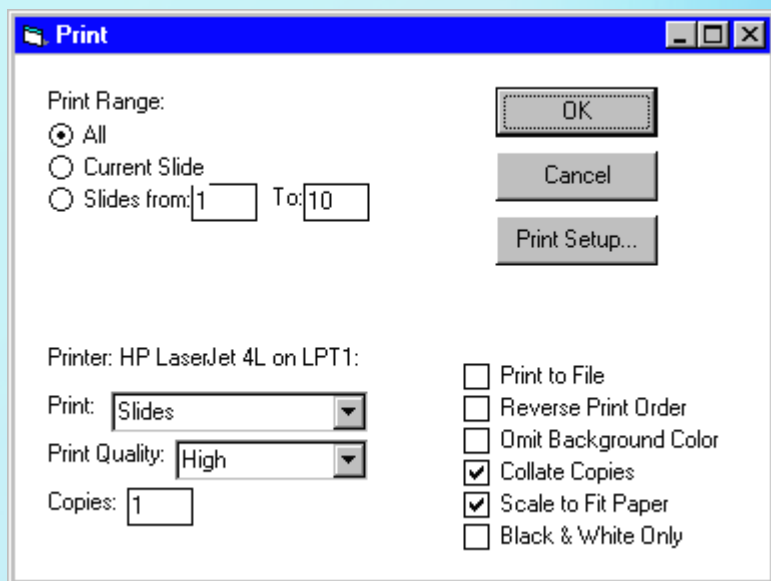 Print
Print Range:
All
Current Slide
Slides from: 1 To: 10
OK
Cancel
Print Setup...
Printer: HP LaserJet 4L on LPT1:
Print: Slides
Print Quality: High
Copies: 1
Print to File
Reverse Print Order
Omit Background Color
Collate Copies
Scale to Fit Paper
Black & White Only